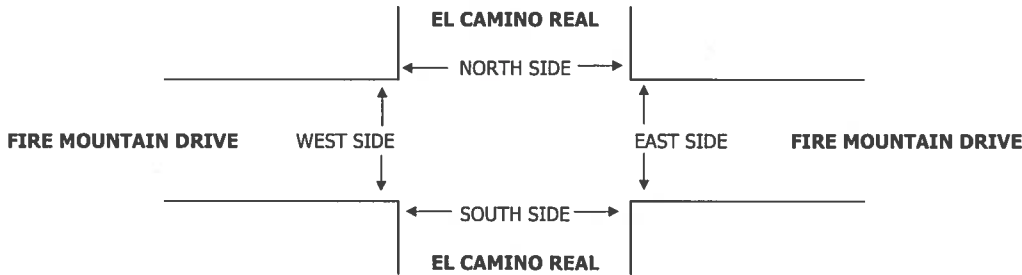 EL CAMINO REAL
NORTH SIDE
FIRE MOUNTAIN DRIVE WEST SIDE EAST SIDE FIRE MOUNTAIN DRIVE
SOUTH SIDE
EL CAMINO REAL